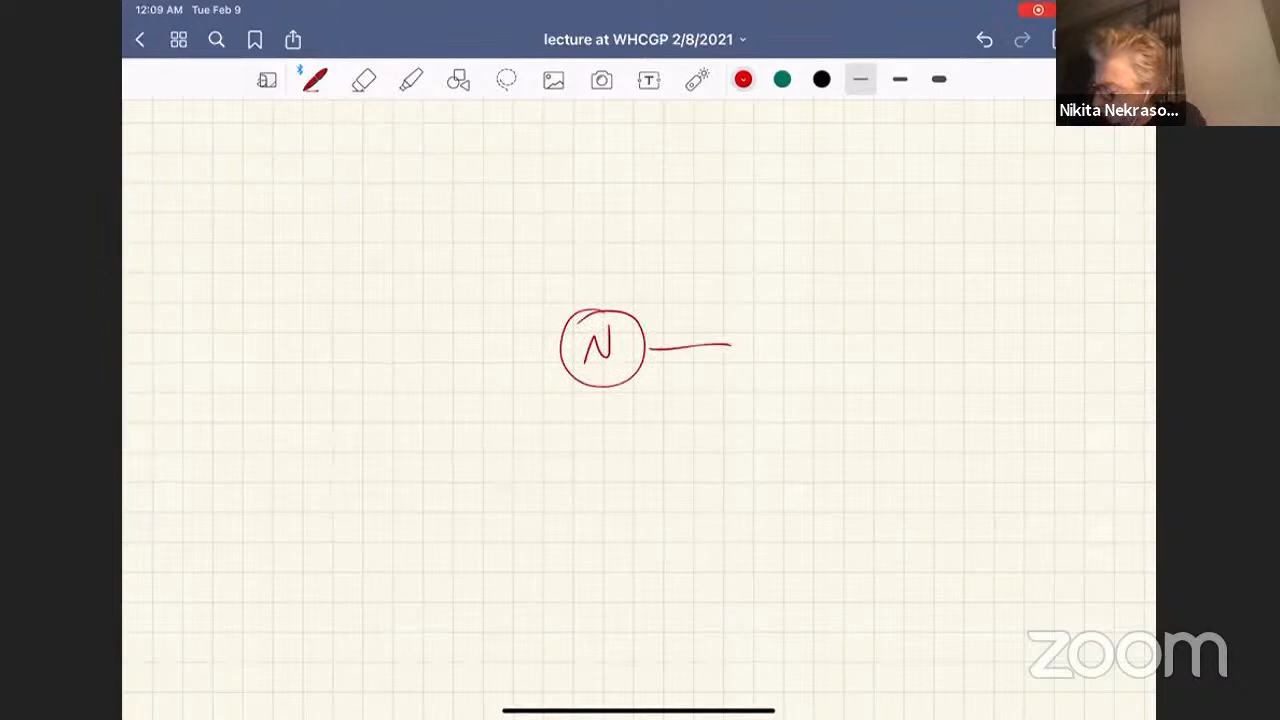 12:09 AM Tue Feb 9
lecture at WHCGP 2/8/2021
T
Nikita Nekraso...
N
zoom